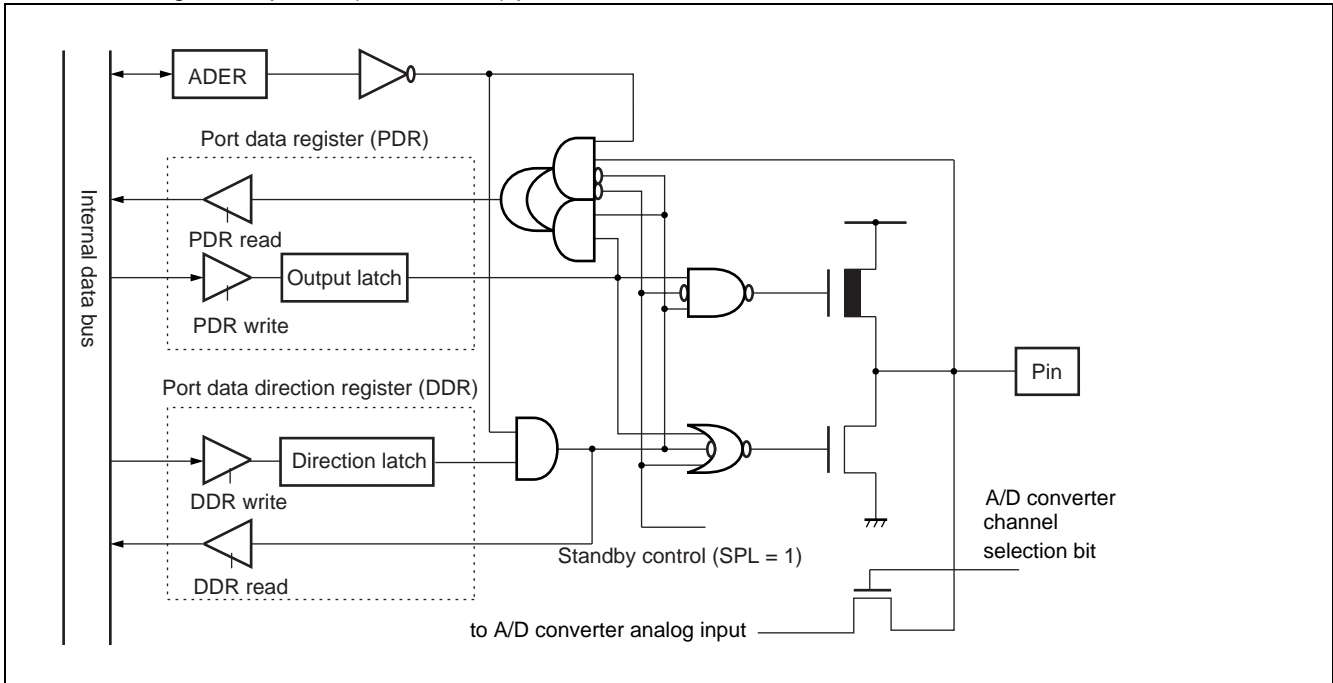 ADER
Port data register (PDR)
Internal data bus
PDR read
Output latch
PDR write
Pin
Port data direction register (DDR)
Direction latch
DDR write
A/D converter
channel
selection bit
Standby control (SPL = 1)
DDR read
to A/D converter analog input